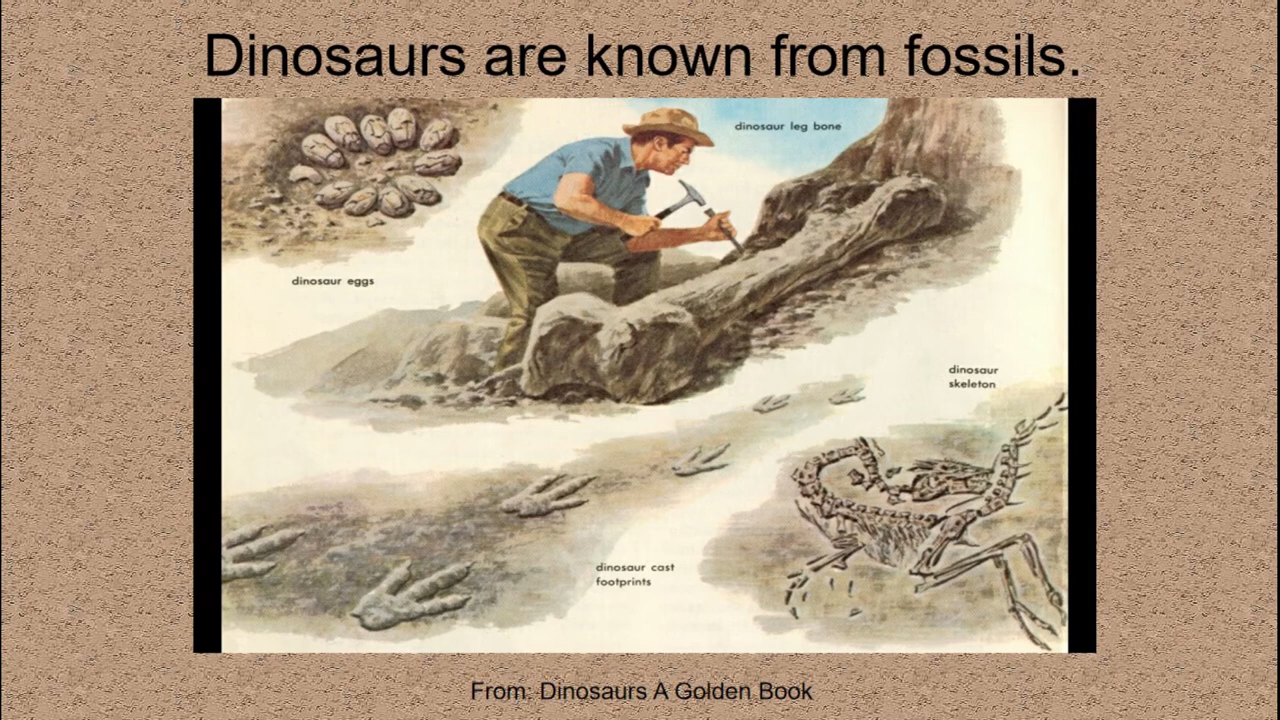 Dinosaurs are known from fossils.
dinosaur leg bone
dinosaur eggs
dinosaur
skeleton
dinosaur cast
footprints
From: Dinosaurs A Golden Book